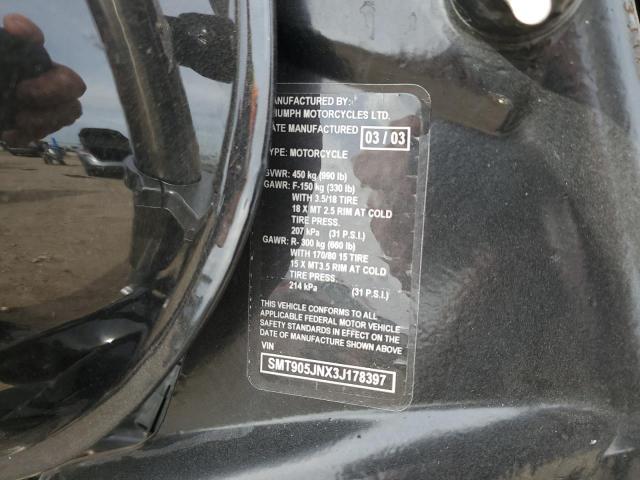 MANUFACTURED BY:
TRIUMPH MOTORCYCLES LTD.
DATE MANUFACTURED 03 / 03
TYPE: MOTORCYCLE
GVWR: 450 kg (990 lb)
GAWR: F-150 kg (330 lb)
WITH 3.5/18 TIRE
18 X MT 2.5 RIM AT COLD
TIRE PRESS.
207 kPa (31 P.S.I.)
GAWR: R- 300 kg (660 lb)
WITH 170/80 15 TIRE
15 X MT3.5 RIM AT COLD
TIRE PRESS.
214 kPa (31 P.S.I.)
THIS VEHICLE CONFORMS TO ALL
APPLICABLE FEDERAL MOTOR VEHICLE
SAFETY STANDARDS IN EFFECT ON THE
DATE OF MANUFACTURE SHOWN ABOVE
VIN
SMT905JNX3J178397